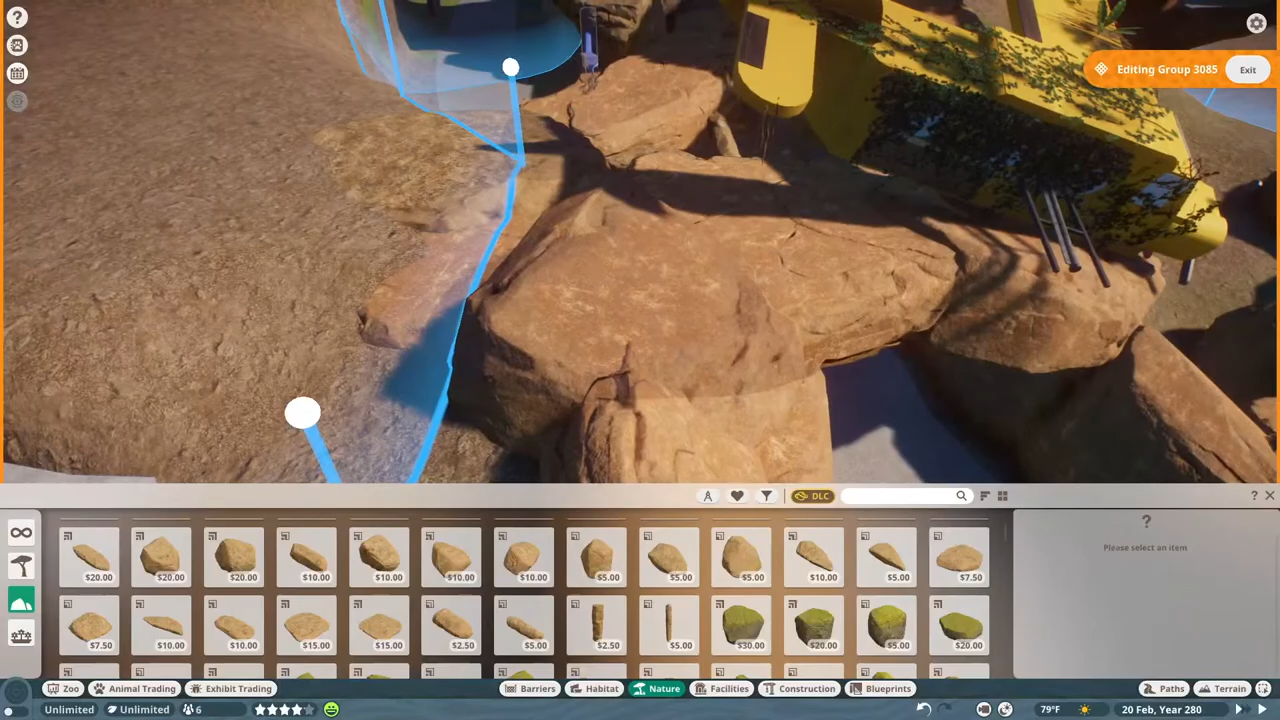 ?
Editing Group 3085
Exit
DLC
?
$20.00 $20.00 $20.00 $10.00 $10.00 $10.00 $10.00 $5.00 $5.00 $5.00 $10.00 $5.00 $7.50
?
Please select an item
$7.50 $10.00 $10.00 $15.00 $15.00 $2.50 $5.00 $2.50 $5.00 $30.00 $20.00 $5.00 $20.00
Zoo Animal Trading Exhibit Trading Barriers Habitat Nature Facilities Construction Blueprints Paths Terrain
Unlimited Unlimited 6 79°F 20 Feb, Year 280